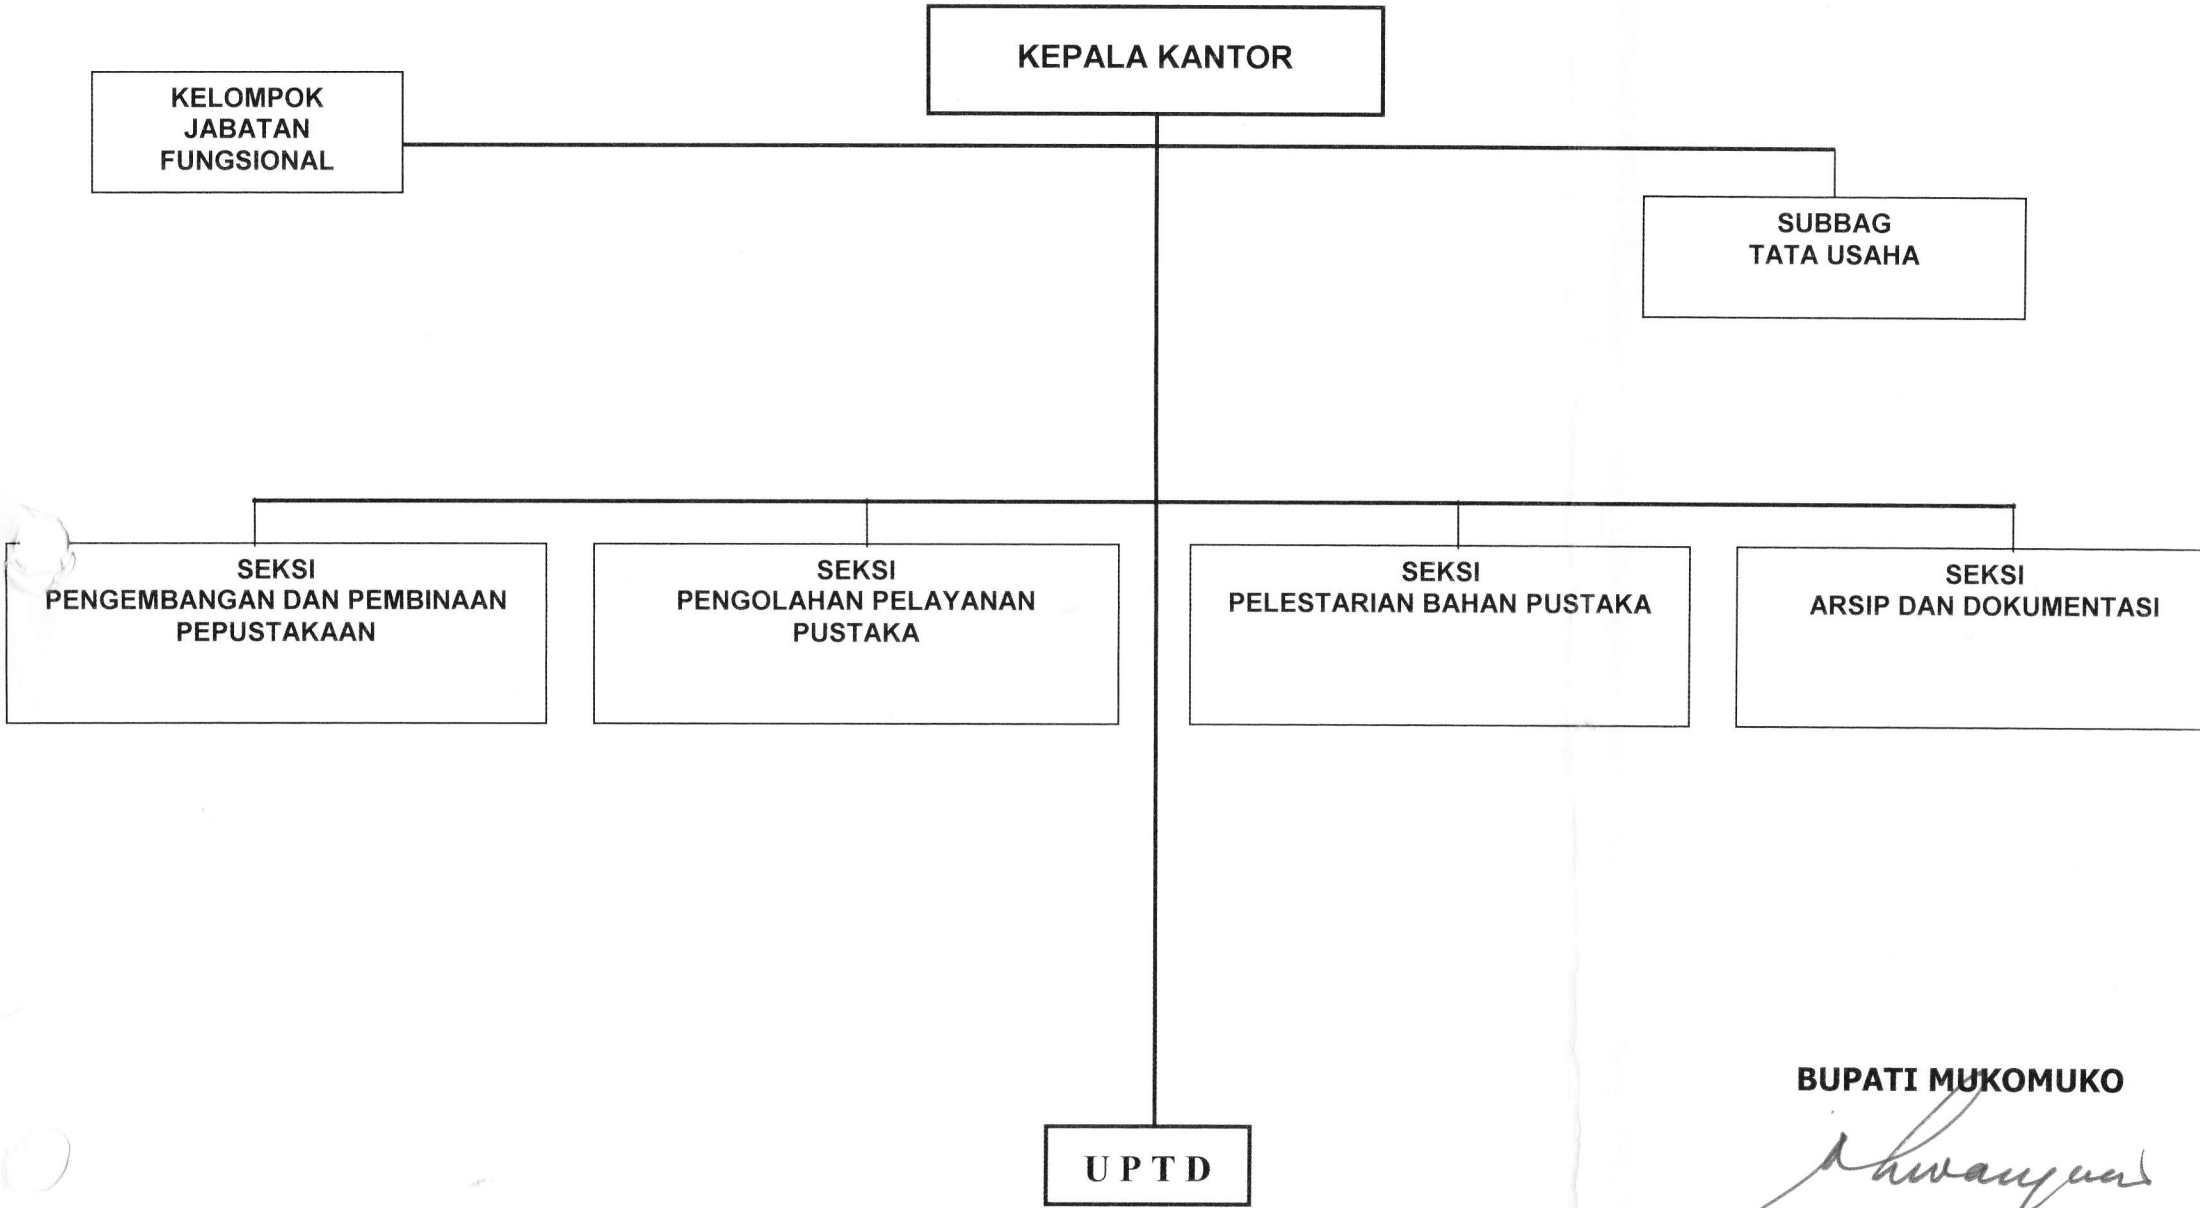 KEPALA KANTOR
KELOMPOK
JABATAN
FUNGSIONAL
SUBBAG
TATA USAHA
SEKSI
PENGEMBANGAN DAN PEMBINAAN
PEPUSTAKAAN
SEKSI
PENGOLAHAN PELAYANAN
PUSTAKA
SEKSI
PELESTARIAN BAHAN PUSTAKA
SEKSI
ARSIP DAN DOKUMENTASI
BUPATI MUKOMUKO
U P T D